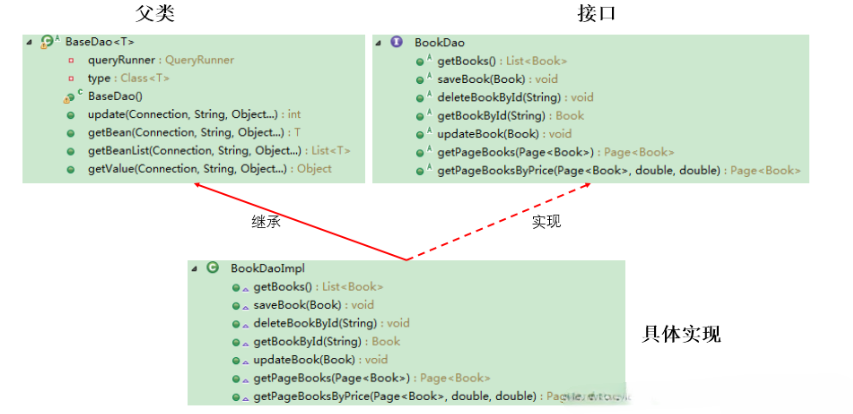 父类
接口
BaseDao<T>
queryRunner : QueryRunner
type : Class<T>
BaseDao()
update(Connection, String, Object...) : int
getBean(Connection, String, Object...) : T
getBeanList(Connection, String, Object...) : List<T>
getValue(Connection, String, Object...) : Object
BookDao
getBooks() : List<Book>
saveBook(Book) : void
deleteBookById(String) : void
getBookById(String) : Book
updateBook(Book) : void
getPageBooks(Page<Book>) : Page<Book>
getPageBooksByPrice(Page<Book>, double, double) : Page<Book>
继承
实现
BookDaoImpl
getBooks() : List<Book>
saveBook(Book) : void
deleteBookById(String) : void
getBookById(String) : Book
updateBook(Book) : void
getPageBooks(Page<Book>) : Page<Book>
getPageBooksByPrice(Page<Book>, double, double) :
具体实现